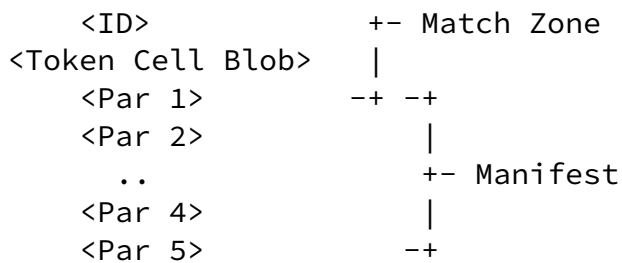 <ID>              +- Match Zone
<Token Cell Blob>   |
    <Par 1>        -+ -+
    <Par 2>            |
      ..               +- Manifest
    <Par 4>            |
    <Par 5>           -+